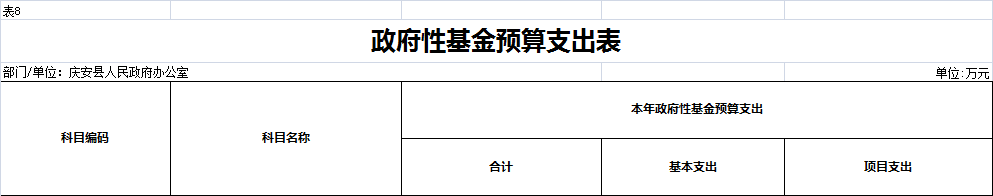 表8
政府性基金预算支出表
部门/单位：庆安县人民政府办公室 单位:万元
科目编码 科目名称 本年政府性基金预算支出
合计 基本支出 项目支出